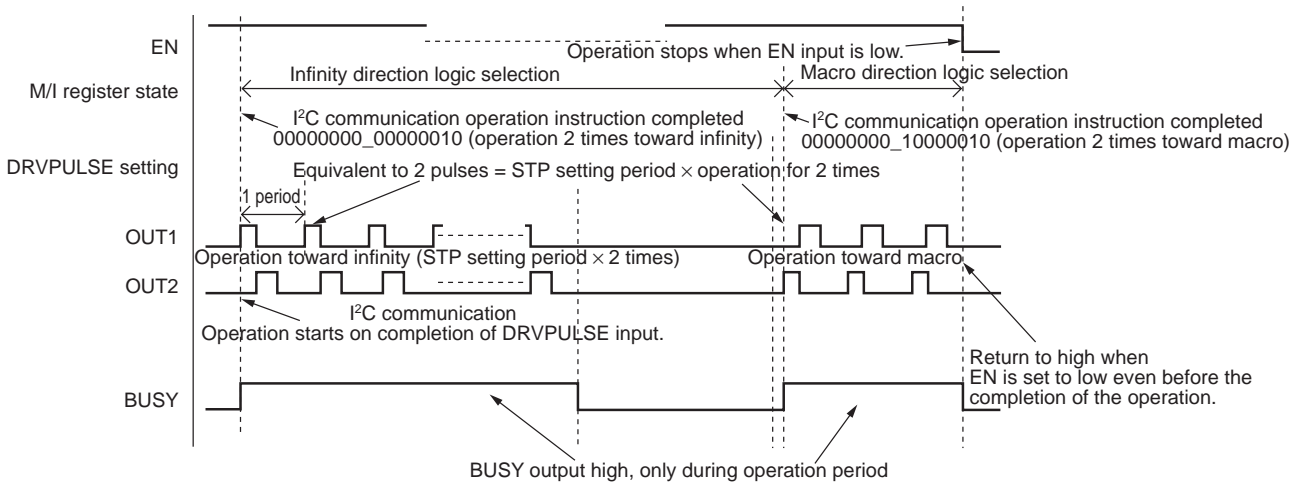 EN
Operation stops when EN input is low.
Infinity direction logic selection
Macro direction logic selection
M/I register state
I²C communication operation instruction completed
00000000_00000010 (operation 2 times toward infinity)
I²C communication operation instruction completed
00000000_10000010 (operation 2 times toward macro)
DRVPULSE setting
Equivalent to 2 pulses = STP setting period × operation for 2 times
1 period
OUT1
Operation toward infinity (STP setting period × 2 times)
Operation toward macro
OUT2
I²C communication
Operation starts on completion of DRVPULSE input.
Return to high when
EN is set to low even before the
completion of the operation.
BUSY
BUSY output high, only during operation period